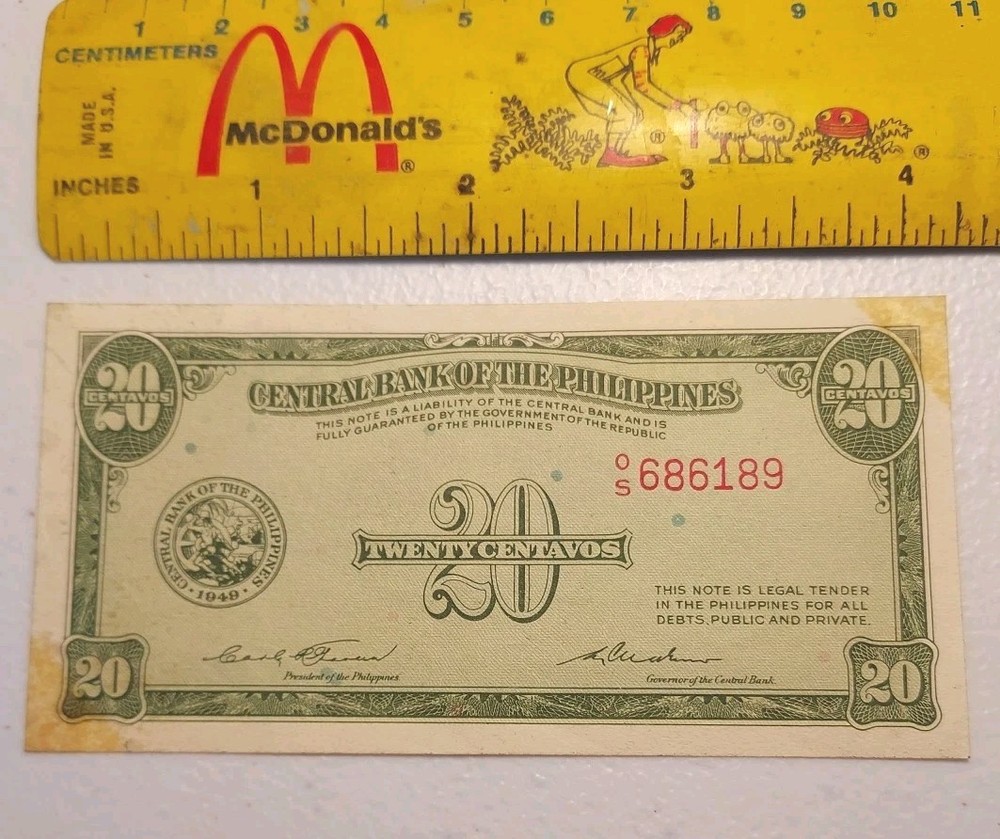 1 2 3 4 5 6 7 8 9 10 11
CENTIMETERS
MADE
IN U.S.A.
McDonald's
®
®
®
INCHES
1 2 3 4
20
CENTAVOS
20
CENTAVOS
CENTRAL BANK OF THE PHILIPPINES
THIS NOTE IS A LIABILITY OF THE CENTRAL BANK AND IS
FULLY GUARANTEED BY THE GOVERNMENT OF THE REPUBLIC
OF THE PHILIPPINES
O
S 686189
CENTRAL BANK OF THE PHILIPPINES
· 1949 ·
20
TWENTY CENTAVOS
THIS NOTE IS LEGAL TENDER
IN THE PHILIPPINES FOR ALL
DEBTS, PUBLIC AND PRIVATE.
President of the Philippines.
Governor of the Central Bank.
20
20